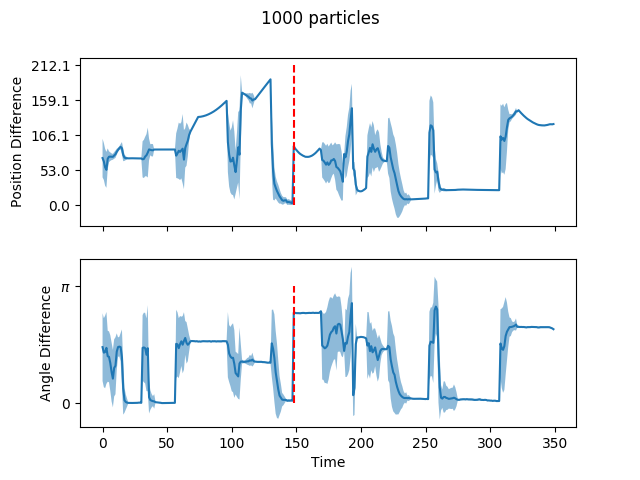 1000 particles
212.1
159.1
106.1
53.0
0.0
Position Difference
π
0
Angle Difference
0 50 100 150 200 250 300 350
Time